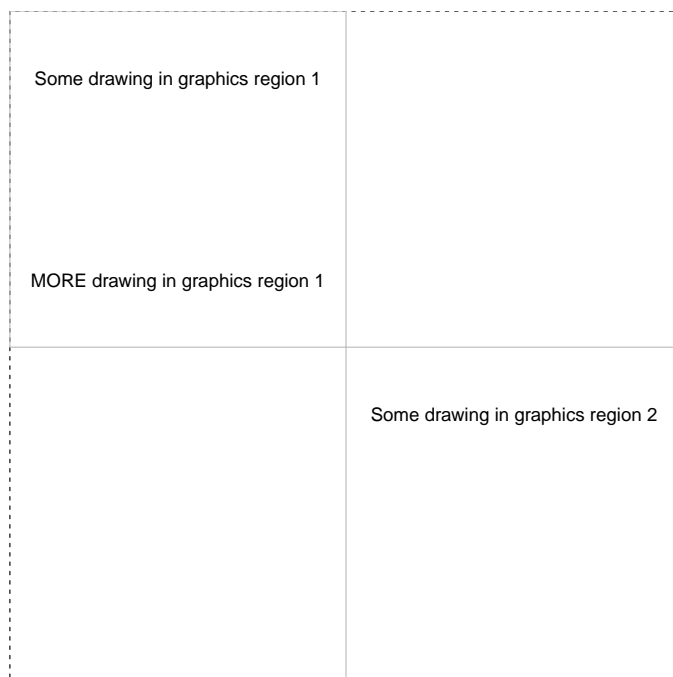 Some drawing in graphics region 1
MORE drawing in graphics region 1
Some drawing in graphics region 2